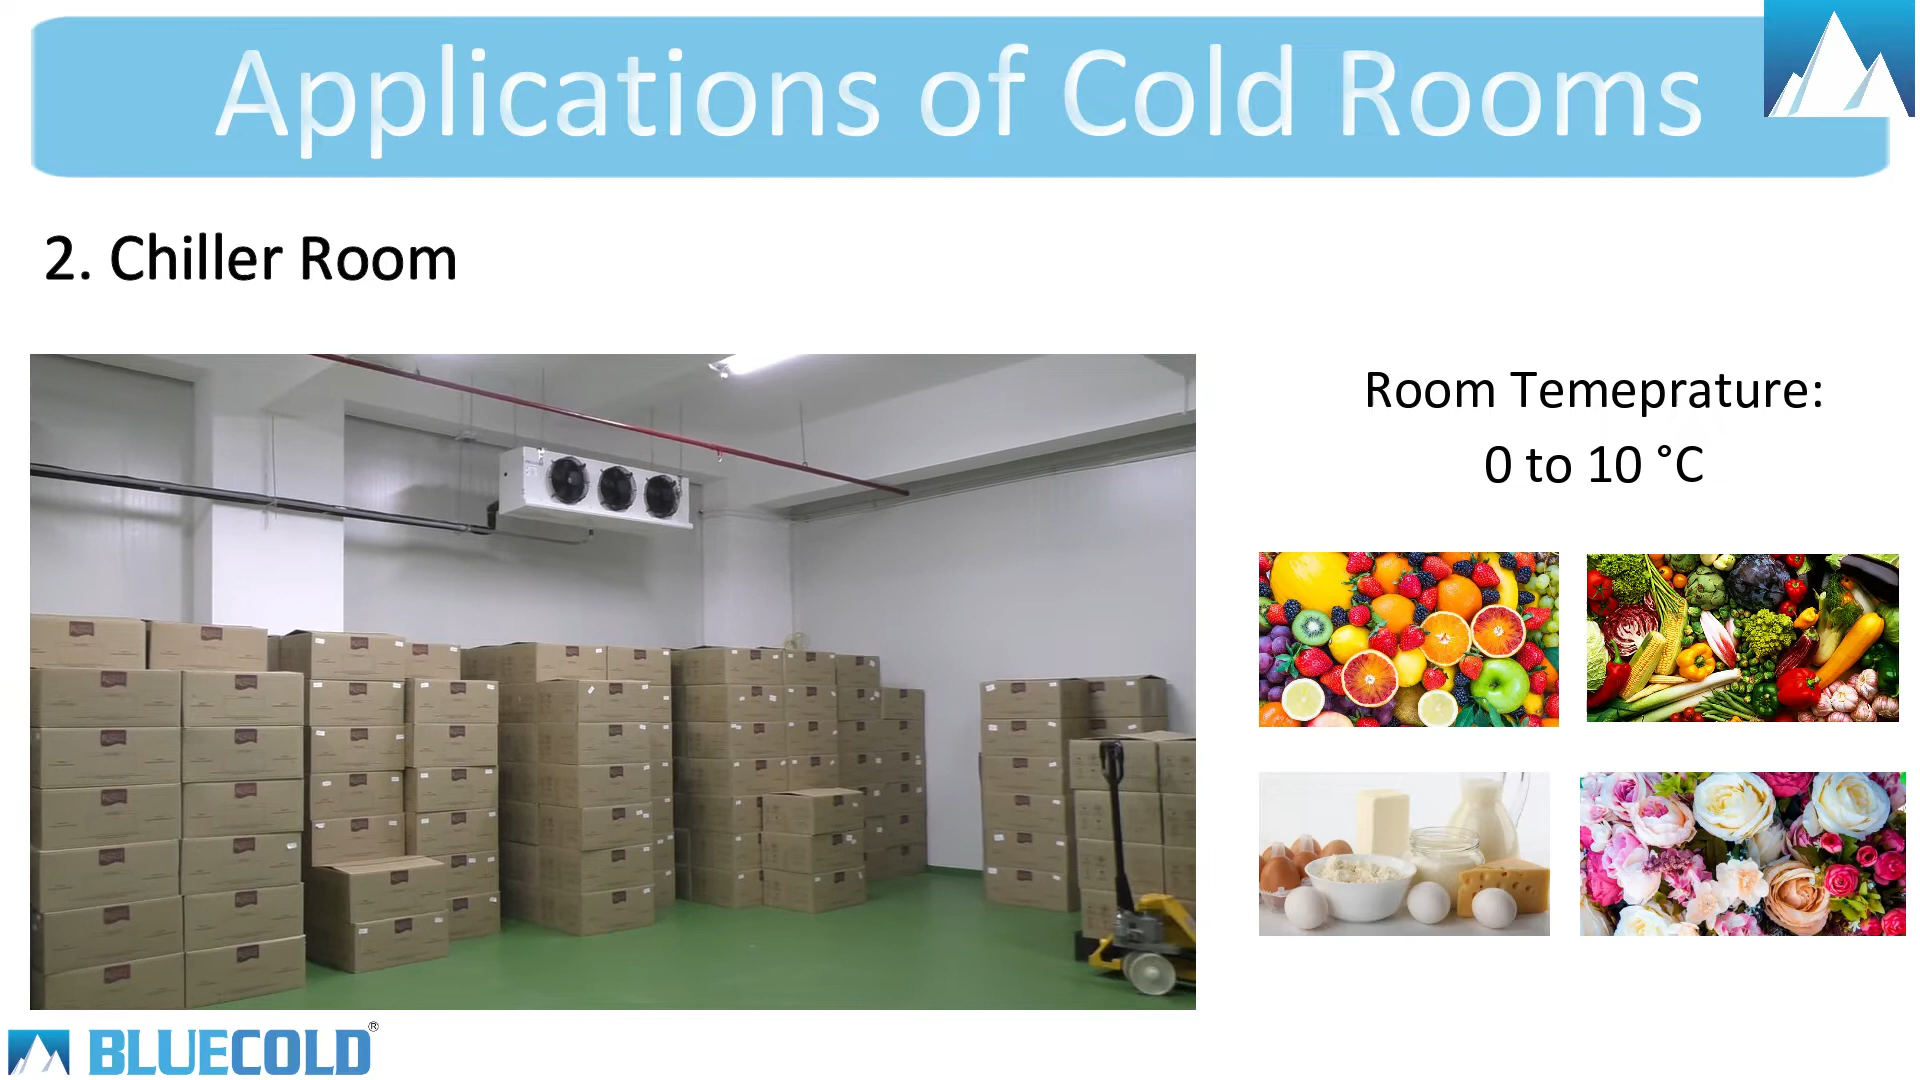 Applications of Cold Rooms
2. Chiller Room
Room Temeprature:
0 to 10 °C
BLUECOLD®